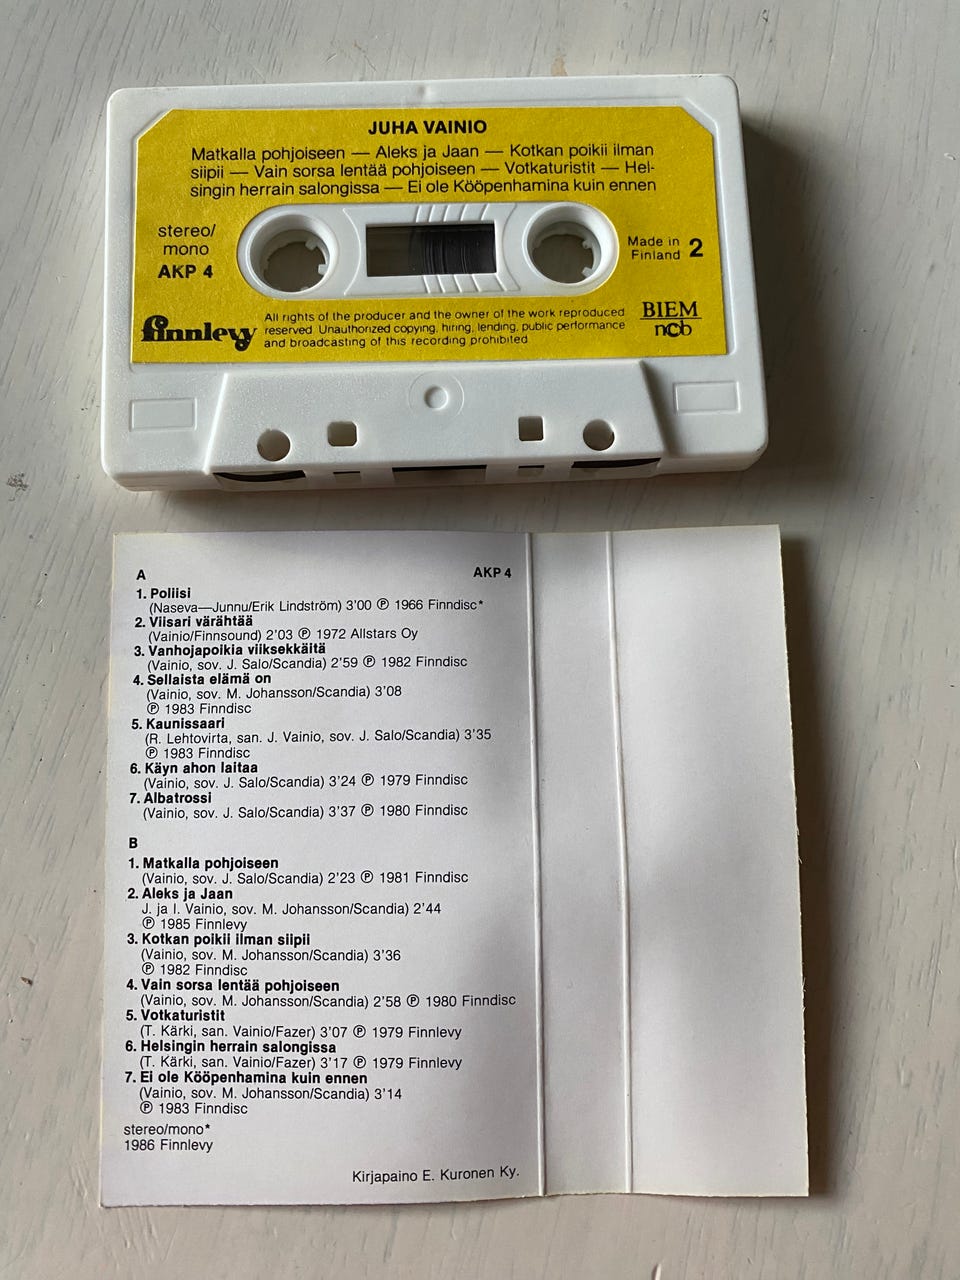 JUHA VAINIO
Matkalla pohjoiseen — Aleks ja Jaan — Kotkan poikii ilman
siipii — Vain sorsa lentää pohjoiseen — Votkaturistit — Hel-
singin herrain salongissa — Ei ole Kööpenhamina kuin ennen
stereo/
mono
AKP 4
Made in
Finland
2
finnlevy
All rights of the producer and the owner of the work reproduced
reserved. Unauthorized copying, hiring, lending, public performance
and broadcasting of this recording prohibited
BIEM
ncb
A
AKP 4
1. Poliisi
(Naseva—Junnu/Erik Lindström) 3'00 ℗ 1966 Finndisc*
2. Viisari värähtää
(Vainio/Finnsound) 2'03 ℗ 1972 Allstars Oy
3. Vanhojapoikia viiksekkäitä
(Vainio, sov. J. Salo/Scandia) 2'59 ℗ 1982 Finndisc
4. Sellaista elämä on
(Vainio, sov. M. Johansson/Scandia) 3'08
℗ 1983 Finndisc
5. Kaunissaari
(R. Lehtovirta, san. J. Vainio, sov. J. Salo/Scandia) 3'35
℗ 1983 Finndisc
6. Käyn ahon laitaa
(Vainio, sov. J. Salo/Scandia) 3'24 ℗ 1979 Finndisc
7. Albatrossi
(Vainio, sov. J. Salo/Scandia) 3'37 ℗ 1980 Finndisc
B
1. Matkalla pohjoiseen
(Vainio, sov. J. Salo/Scandia) 2'23 ℗ 1981 Finndisc
2. Aleks ja Jaan
J. ja I. Vainio, sov. M. Johansson/Scandia) 2'44
℗ 1985 Finnlevy
3. Kotkan poikii ilman siipii
(Vainio, sov. M. Johansson/Scandia) 3'36
℗ 1982 Finndisc
4. Vain sorsa lentää pohjoiseen
(Vainio, sov. M. Johansson/Scandia) 2'58 ℗ 1980 Finndisc
5. Votkaturistit
(T. Kärki, san. Vainio/Fazer) 3'07 ℗ 1979 Finnlevy
6. Helsingin herrain salongissa
(T. Kärki, san. Vainio/Fazer) 3'17 ℗ 1979 Finnlevy
7. Ei ole Kööpenhamina kuin ennen
(Vainio, sov. M. Johansson/Scandia) 3'14
℗ 1983 Finndisc
stereo/mono*
1986 Finnlevy
Kirjapaino E. Kuronen Ky.